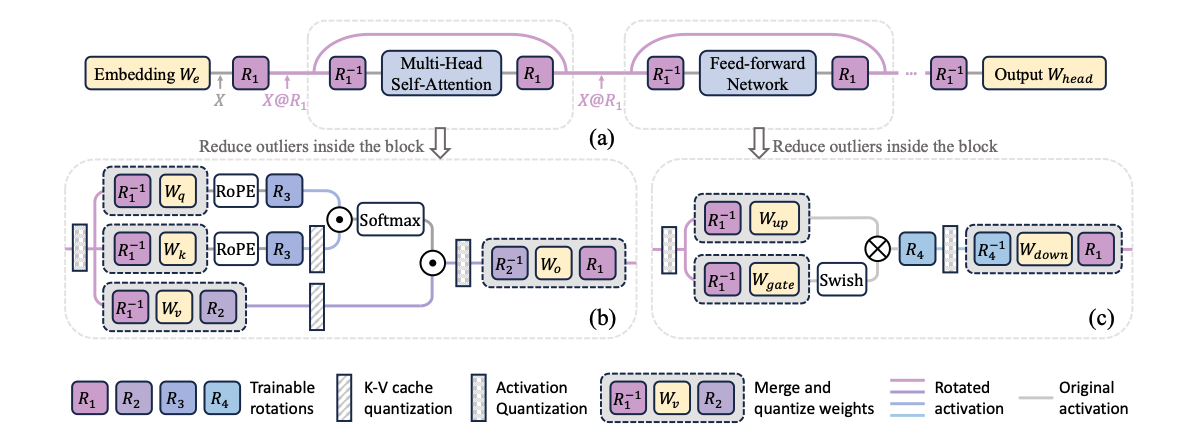 Embedding W_e
R_1
R_1^{-1}
Multi-Head
Self-Attention
R_1
R_1^{-1}
Feed-forward
Network
R_1
...
R_1^{-1}
Output W_{head}
X
X@R_1
X@R_1
(a)
Reduce outliers inside the block
Reduce outliers inside the block
R_1^{-1} W_q RoPE R_3
Softmax
R_1^{-1} W_k RoPE R_3
R_2^{-1} W_o R_1
R_1^{-1} W_v R_2
(b)
R_1^{-1} W_{up}
R_4
R_4^{-1} W_{down} R_1
R_1^{-1} W_{gate} Swish
(c)
R_1 R_2 R_3 R_4
Trainable
rotations
K-V cache
quantization
Activation
Quantization
R_1^{-1} W_v R_2
Merge and
quantize weights
Rotated
activation
Original
activation